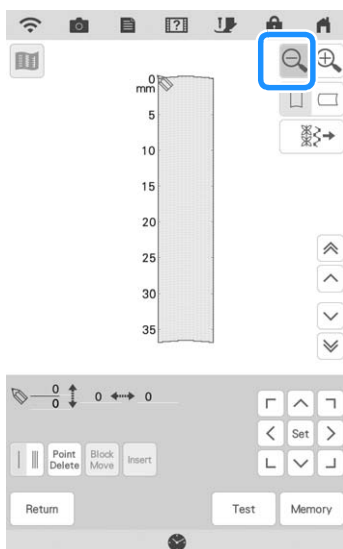 0
mm
5
10
15
20
25
30
35
0
0
0
0
Set
Point
Delete
Block
Move
Insert
Return
Test
Memory